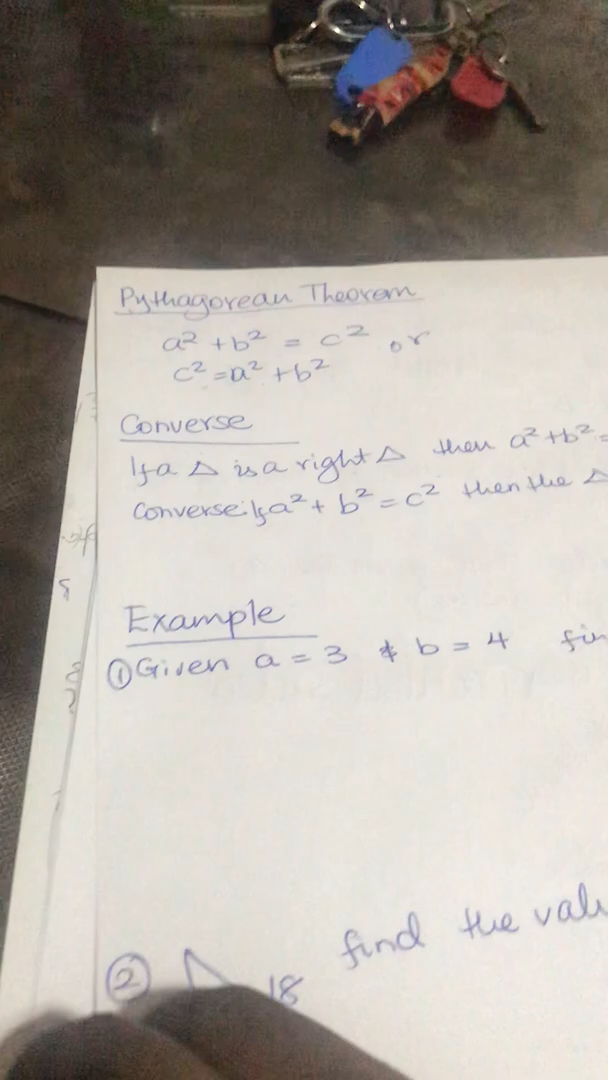 Pythagorean Theorem
a² + b² = c² or
c² = a² + b²
Converse
If a △ is a right △ then a² + b² =
Converse: If a² + b² = c² then the △
Example
① Given a = 3 & b = 4
② 18 find the